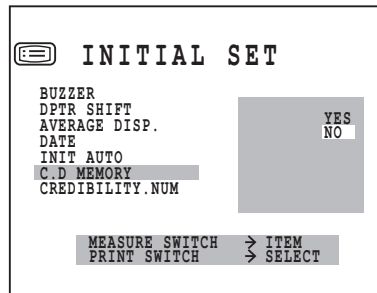 INITIAL SET
BUZZER
DPTR SHIFT
AVERAGE DISP.
DATE
INIT AUTO
C.D MEMORY
CREDIBILITY.NUM
YES
NO
MEASURE SWITCH → ITEM
PRINT SWITCH → SELECT